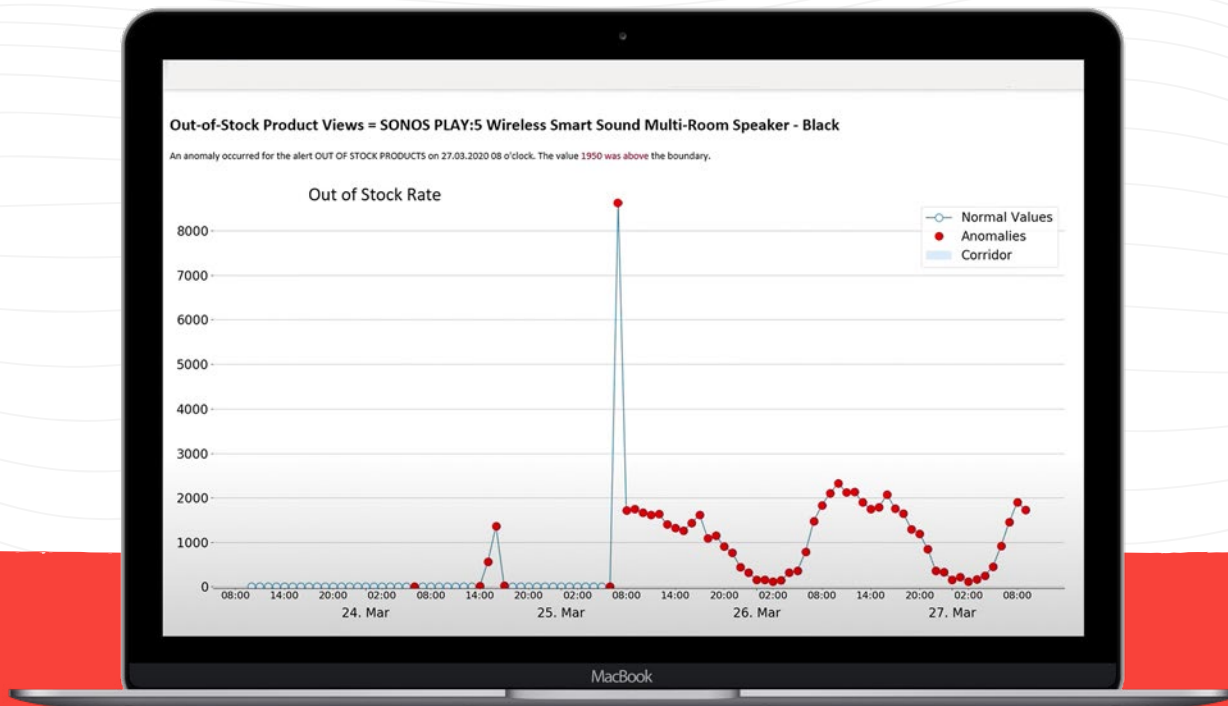 Out-of-Stock Product Views = SONOS PLAY:5 Wireless Smart Sound Multi-Room Speaker - Black
An anomaly occurred for the alert OUT OF STOCK PRODUCTS on 27.03.2020 08 o'clock. The value 1950 was above the boundary.
Out of Stock Rate
Normal Values
Anomalies
Corridor
8000
7000
6000
5000
4000
3000
2000
1000
0
08:00 14:00 20:00 02:00 08:00 14:00 20:00 02:00 08:00 14:00 20:00 02:00 08:00 14:00 20:00 02:00 08:00
24. Mar 25. Mar 26. Mar 27. Mar
MacBook